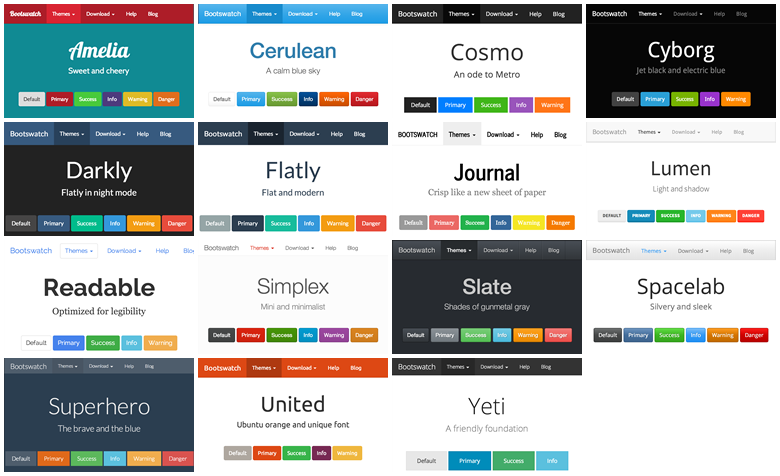 Bootswatch Themes Download Help Blog
Amelia
Sweet and cheery
Default Primary Success Info Warning Danger
Bootswatch Themes Download Help Blog
Cerulean
A calm blue sky
Default Primary Success Info Warning Danger
Bootswatch Themes Download Help Blog
Cosmo
An ode to Metro
Default Primary Success Info Warning
Bootswatch Themes Download Help Blog
Cyborg
Jet black and electric blue
Default Primary Success Info Warning
Bootswatch Themes Download Help Blog
Darkly
Flatly in night mode
Default Primary Success Info Warning Danger
Bootswatch Themes Download Help Blog
Flatly
Flat and modern
Default Primary Success Info Warning Danger
BOOTSWATCH Themes Download Help Blog
Journal
Crisp like a new sheet of paper
Default Primary Success Info Warning Danger
Bootswatch Themes Download Help Blog
Lumen
Light and shadow
DEFAULT PRIMARY SUCCESS INFO WARNING DANGER
Bootswatch Themes Download Help Blog
Readable
Optimized for legibility
Default Primary Success Info Warning
Bootswatch Themes Download Help Blog
Simplex
Mini and minimalist
Default Primary Success Info Warning Danger
Bootswatch Themes Download Help Blog
Slate
Shades of gunmetal gray
Default Primary Success Info Warning Danger
Bootswatch Themes Download Help Blog
Spacelab
Silvery and sleek
Default Primary Success Info Warning Danger
Bootswatch Themes Download Help Blog
Superhero
The brave and the blue
Default Primary Success Info Warning Danger
Bootswatch Themes Download Help Blog
United
Ubuntu orange and unique font
Default Primary Success Info Warning
Bootswatch Themes Download Help Blog
Yeti
A friendly foundation
Default Primary Success Info